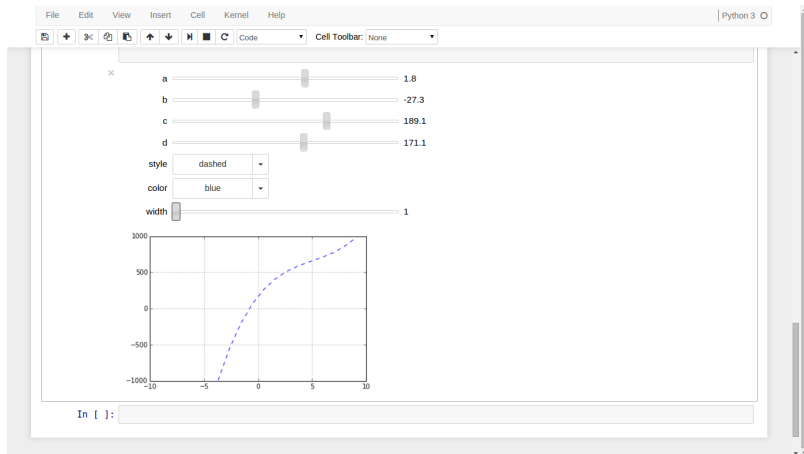 File Edit View Insert Cell Kernel Help Python 3
Code Cell Toolbar: None
a 1.8
b -27.3
c 189.1
d 171.1
style dashed
color blue
width 1
1000
500
0
−500
−1000
−10 −5 0 5 10
In [ ]: